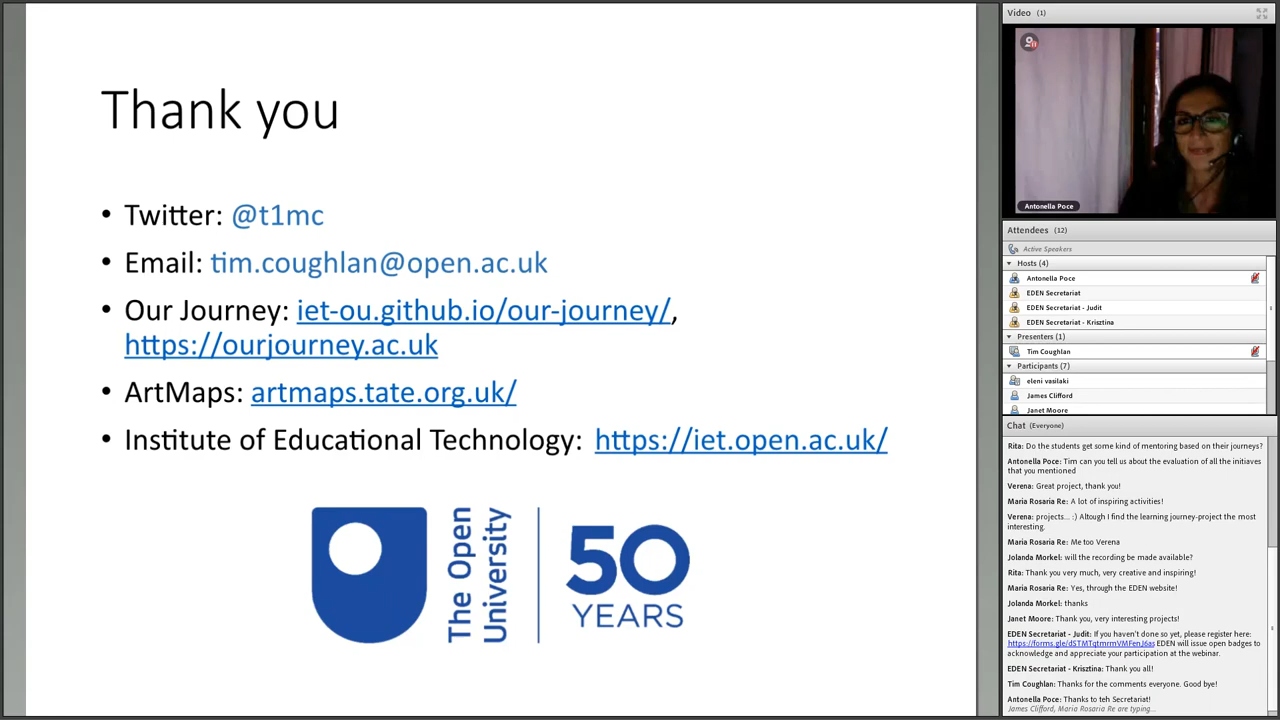 Thank you
• Twitter: @t1mc
• Email: tim.coughlan@open.ac.uk
• Our Journey: iet-ou.github.io/our-journey/,
https://ourjourney.ac.uk
• ArtMaps: artmaps.tate.org.uk/
• Institute of Educational Technology: https://iet.open.ac.uk/
The Open
University
50
YEARS
Video (1)
Antonella Poce
Attendees (12)
Active Speakers
Hosts (4)
Antonella Poce
EDEN Secretariat
EDEN Secretariat - Judit
EDEN Secretariat - Krisztina
Presenters (1)
Tim Coughlan
Participants (7)
eleni vasilaki
James Clifford
Janet Moore
Chat (Everyone)
Rita: Do the students get some kind of mentoring based on their journeys?
Antonella Poce: Tim can you tell us about the evaluation of all the initiaves
that you mentioned
Verena: Great project, thank you!
Maria Rosaria Re: A lot of inspiring activities!
Verena: projects... :) Altough I find the learning journey-project the most
interesting.
Maria Rosaria Re: Me too Verena
Jolanda Morkel: will the recording be made available?
Rita: Thank you very much, very creative and inspiring!
Maria Rosaria Re: Yes, through the EDEN website!
Jolanda Morkel: thanks
Janet Moore: Thank you, very interesting projects!
EDEN Secretariat - Judit: If you haven't done so yet, please register here:
EDEN will issue open badges to
acknowledge and appreciate your participation at the webinar.
EDEN Secretariat - Krisztina: Thank you all!
Tim Coughlan: Thanks for the comments everyone. Good bye!
Antonella Poce: Thanks to teh Secretariat!
James Clifford, Maria Rosaria Re are typing...